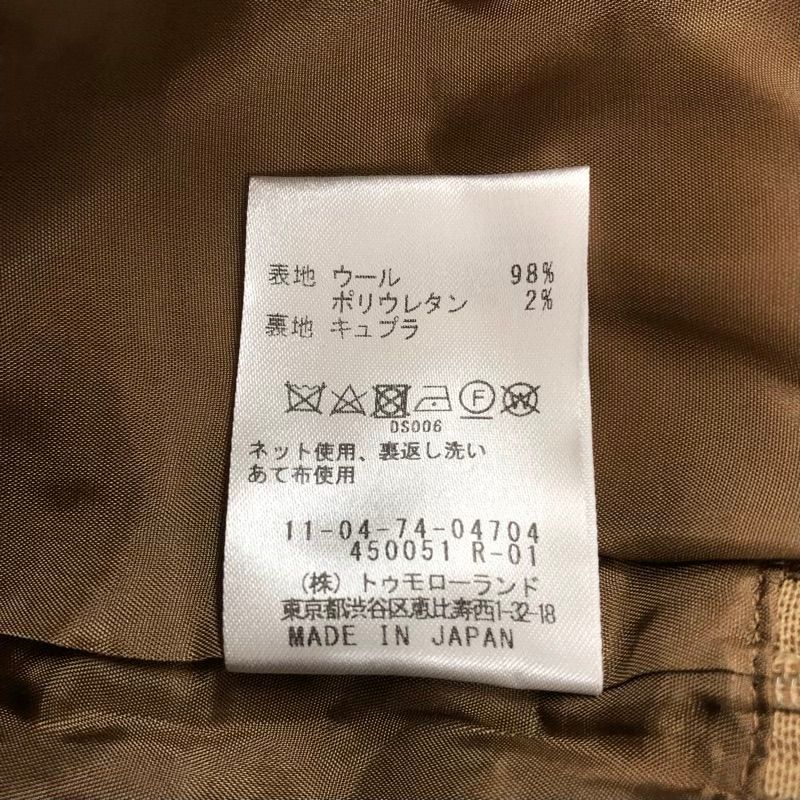 表地 ウール 98%
ポリウレタン 2%
裏地 キュプラ
F W
DS006
ネット使用、裏返し洗い
あて布使用
11-04-74-04704
450051 R-01
(株)トゥモローランド
東京都渋谷区恵比寿西1-32-18
MADE IN JAPAN